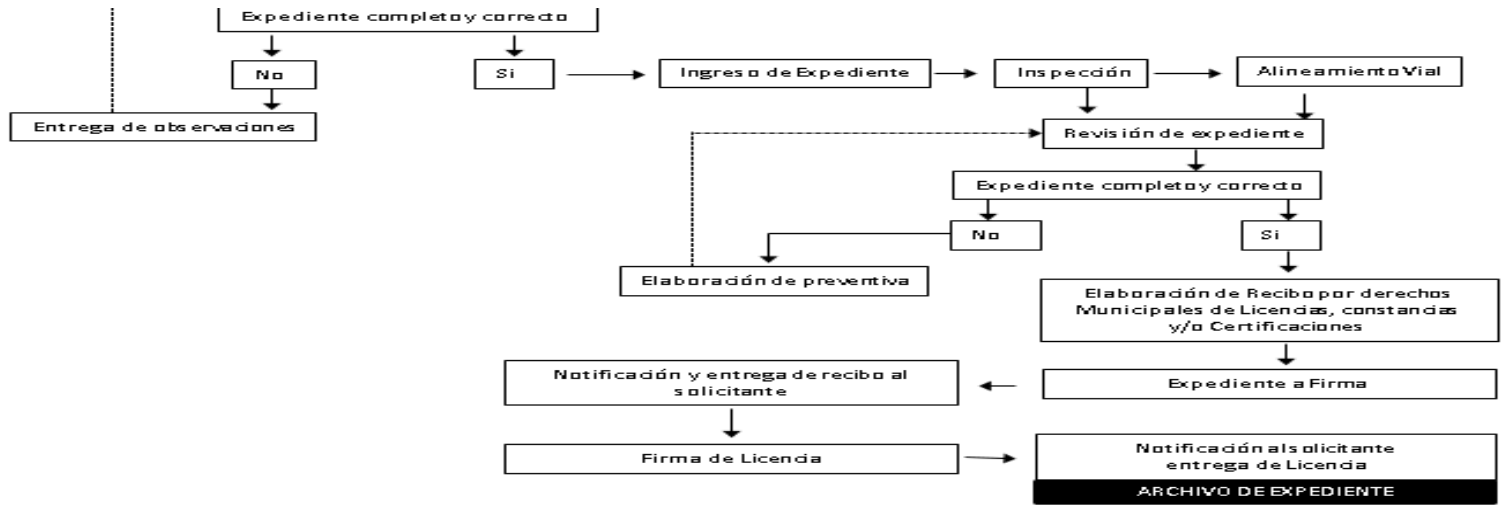 Expediente completo y correcto
No
Si
Ingreso de Expediente
Inspección
Alineamiento Vial
Entrega de observaciones
Revisión de expediente
Expediente completo y correcto
No
Si
Elaboración de preventiva
Elaboración de Recibo por derechos
Municipales de Licencias, constancias
y/o Certificaciones
Notificación y entrega de recibo al
solicitante
Expediente a Firma
Firma de Licencia
Notificación al solicitante
entrega de Licencia
ARCHIVO DE EXPEDIENTE